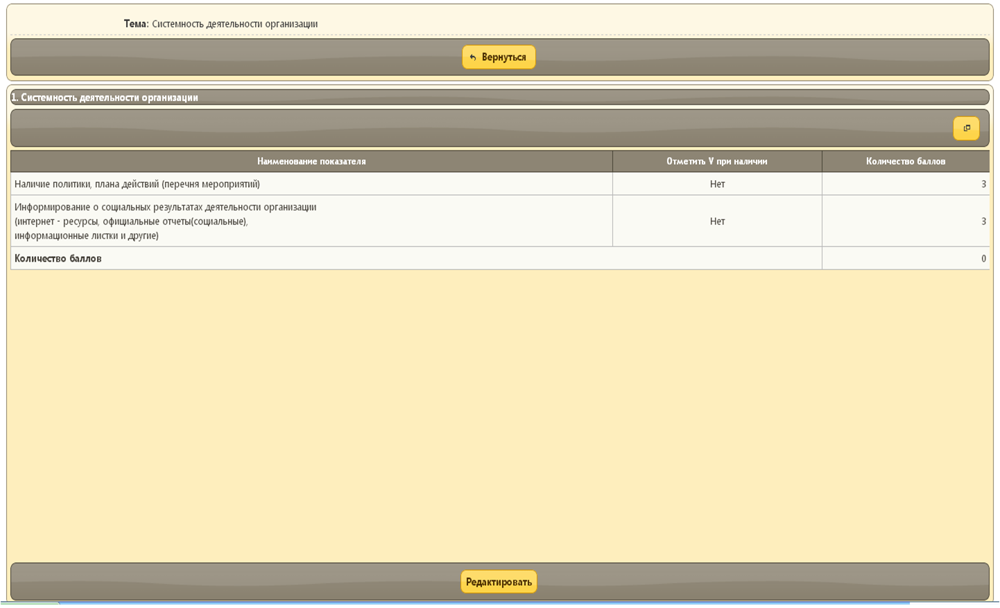 Тема: Системность деятельности организации
Вернуться
1. Системность деятельности организации
Наименование показателя Отметить V при наличии Количество баллов
Наличие политики, плана действий (перечня мероприятий) Нет 3
Информирование о социальных результатах деятельности организации
(интернет - ресурсы, официальные отчеты(социальные), Нет 3
информационные листки и другие)
Количество баллов 0
Редактировать